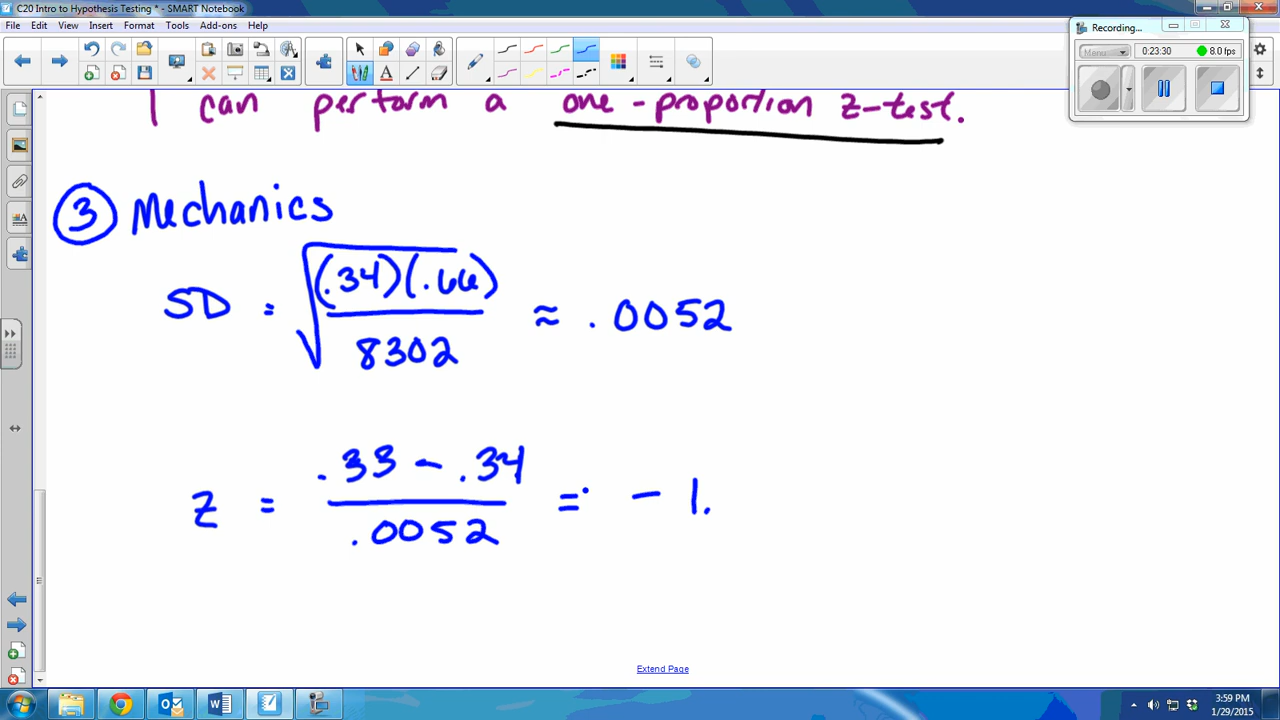 C20 Intro to Hypothesis Testing * - SMART Notebook
File Edit View Insert Format Tools Add-ons Help
Recording...
Menu 23:30 8.0 fps
I can perform a one-proportion z-test.
3 Mechanics
SD = √(.34)(.66)/8302 ≈ .0052
z = .33 - .34/.0052 = - 1.
Extend Page
3:59 PM
1/29/2015